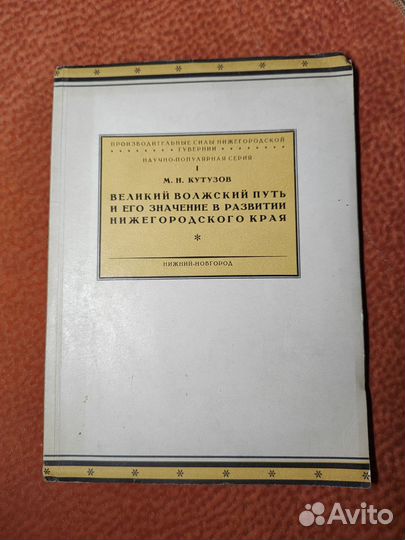 ПРОИЗВОДИТЕЛЬНЫЕ СИЛЫ НИЖЕГОРОДСКОЙ
ГУБЕРНИИ
НАУЧНО-ПОПУЛЯРНАЯ СЕРИЯ
I
М. Н. КУТУЗОВ
ВЕЛИКИЙ ВОЛЖСКИЙ ПУТЬ
И ЕГО ЗНАЧЕНИЕ В РАЗВИТИИ
НИЖЕГОРОДСКОГО КРАЯ
НИЖНИЙ-НОВГОРОД
Avito